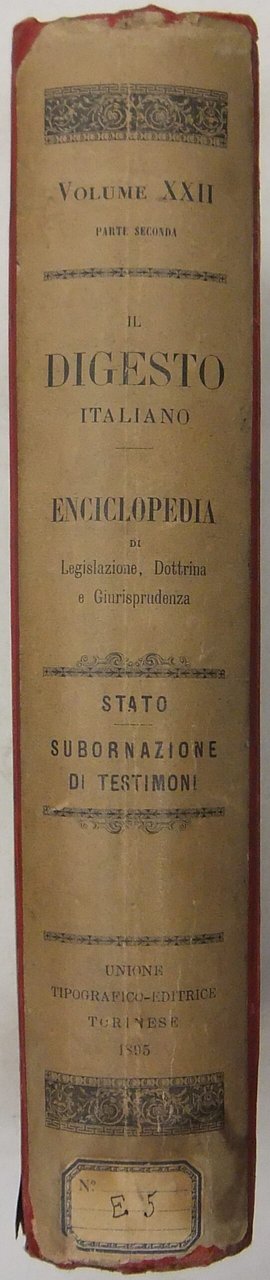 VOLUME XXII
PARTE SECONDA
IL
DIGESTO
ITALIANO
ENCICLOPEDIA
DI
Legislazione, Dottrina
e Giurisprudenza
STATO
SUBORNAZIONE
DI TESTIMONI
UNIONE
TIPOGRAFICO-EDITRICE
TORINESE
1895
N.º
E 5